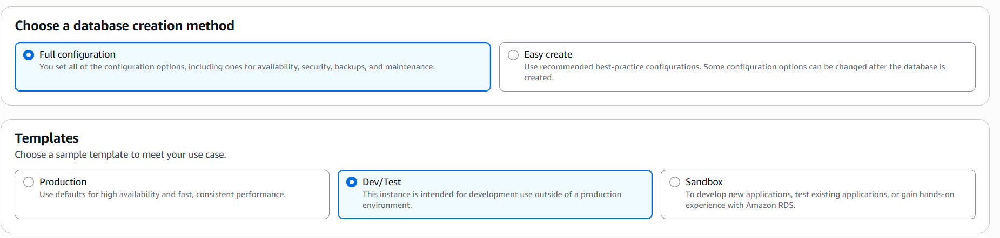 Choose a database creation method
Full configuration
You set all of the configuration options, including ones for availability, security, backups, and maintenance.
Easy create
Use recommended best-practice configurations. Some configuration options can be changed after the database is
created.
Templates
Choose a sample template to meet your use case.
Production
Use defaults for high availability and fast, consistent performance.
Dev/Test
This instance is intended for development use outside of a production
environment.
Sandbox
To develop new applications, test existing applications, or gain hands-on
experience with Amazon RDS.